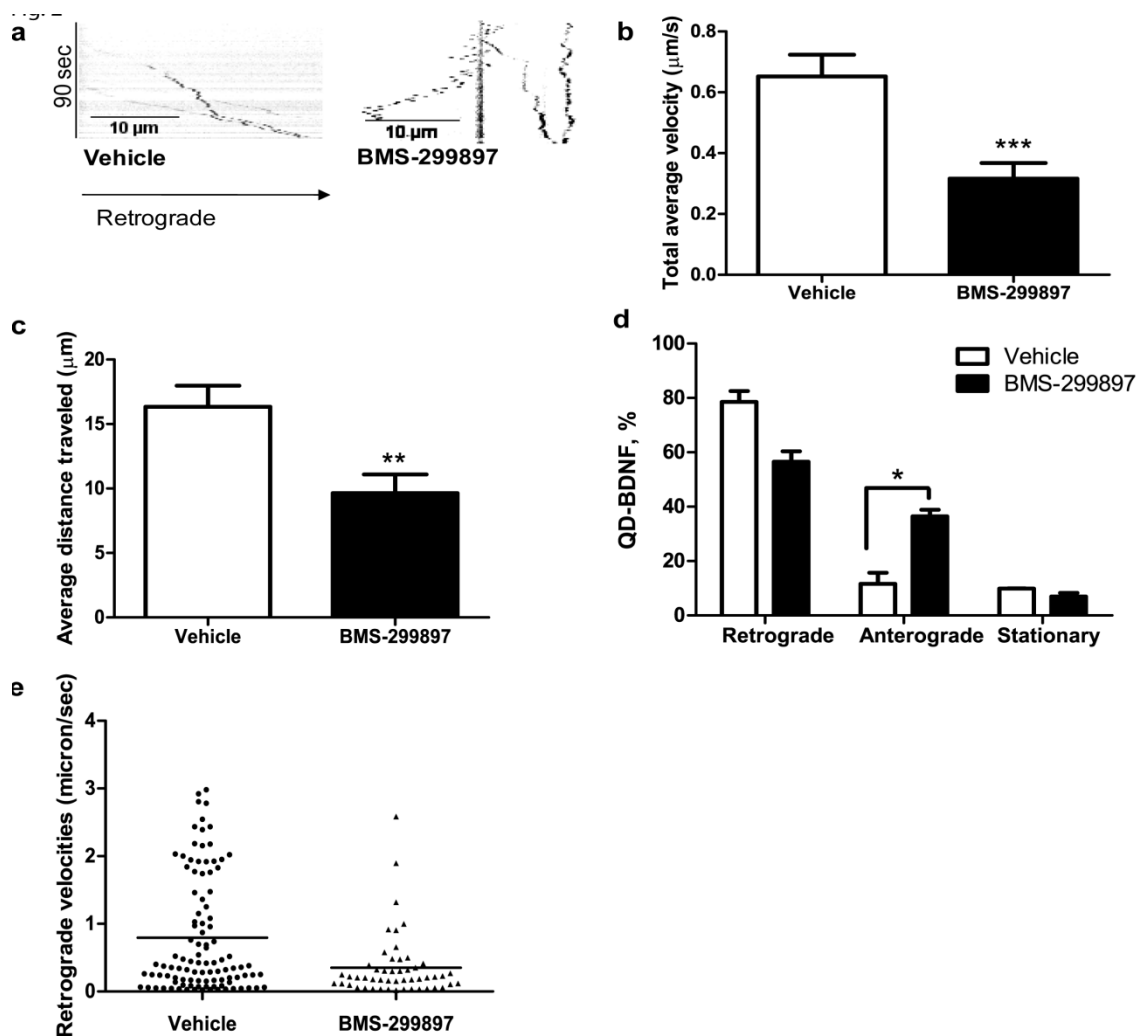 a
90 sec
10 µm
10 µm
Vehicle
BMS-299897
Retrograde
b
Total average velocity (µm/s)
0.8
0.6
0.4
0.2
0.0
***
Vehicle
BMS-299897
c
Average distance traveled (µm)
20
15
10
5
0
**
Vehicle
BMS-299897
d
QD-BDNF, %
100
80
60
40
20
0
Vehicle
BMS-299897
*
Retrograde
Anterograde
Stationary
e
Retrograde velocities (micron/sec)
4
3
2
1
0
Vehicle
BMS-299897